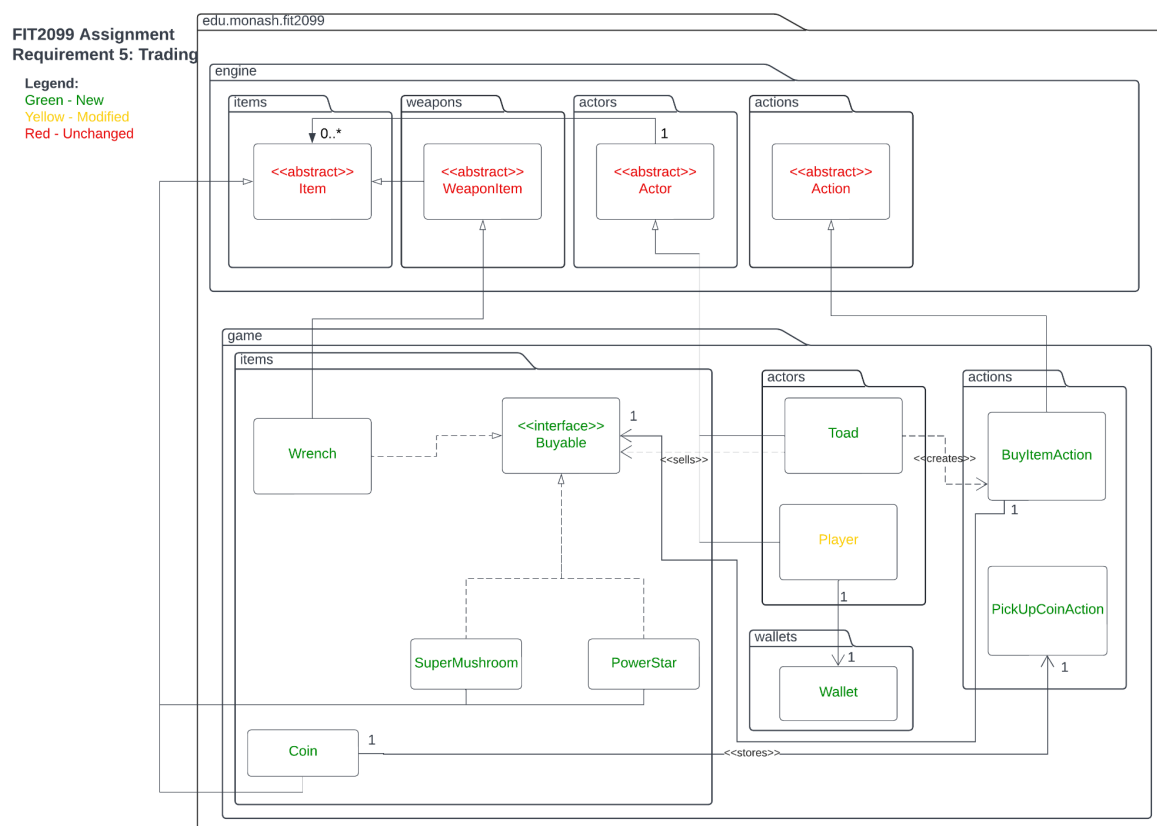 edu.monash.fit2099
FIT2099 Assignment
Requirement 5: Trading
Legend:
Green - New
Yellow - Modified
Red - Unchanged
engine
items
weapons
actors
actions
0..*
1
<<abstract>>
Item
<<abstract>>
WeaponItem
<<abstract>>
Actor
<<abstract>>
Action
game
items
actors
actions
Wrench
<<interface>>
Buyable
1
<<sells>>
Toad
<<creates>>
BuyItemAction
1
Player
1
PickUpCoinAction
1
wallets
1
Wallet
SuperMushroom
PowerStar
Coin
1
<<stores>>